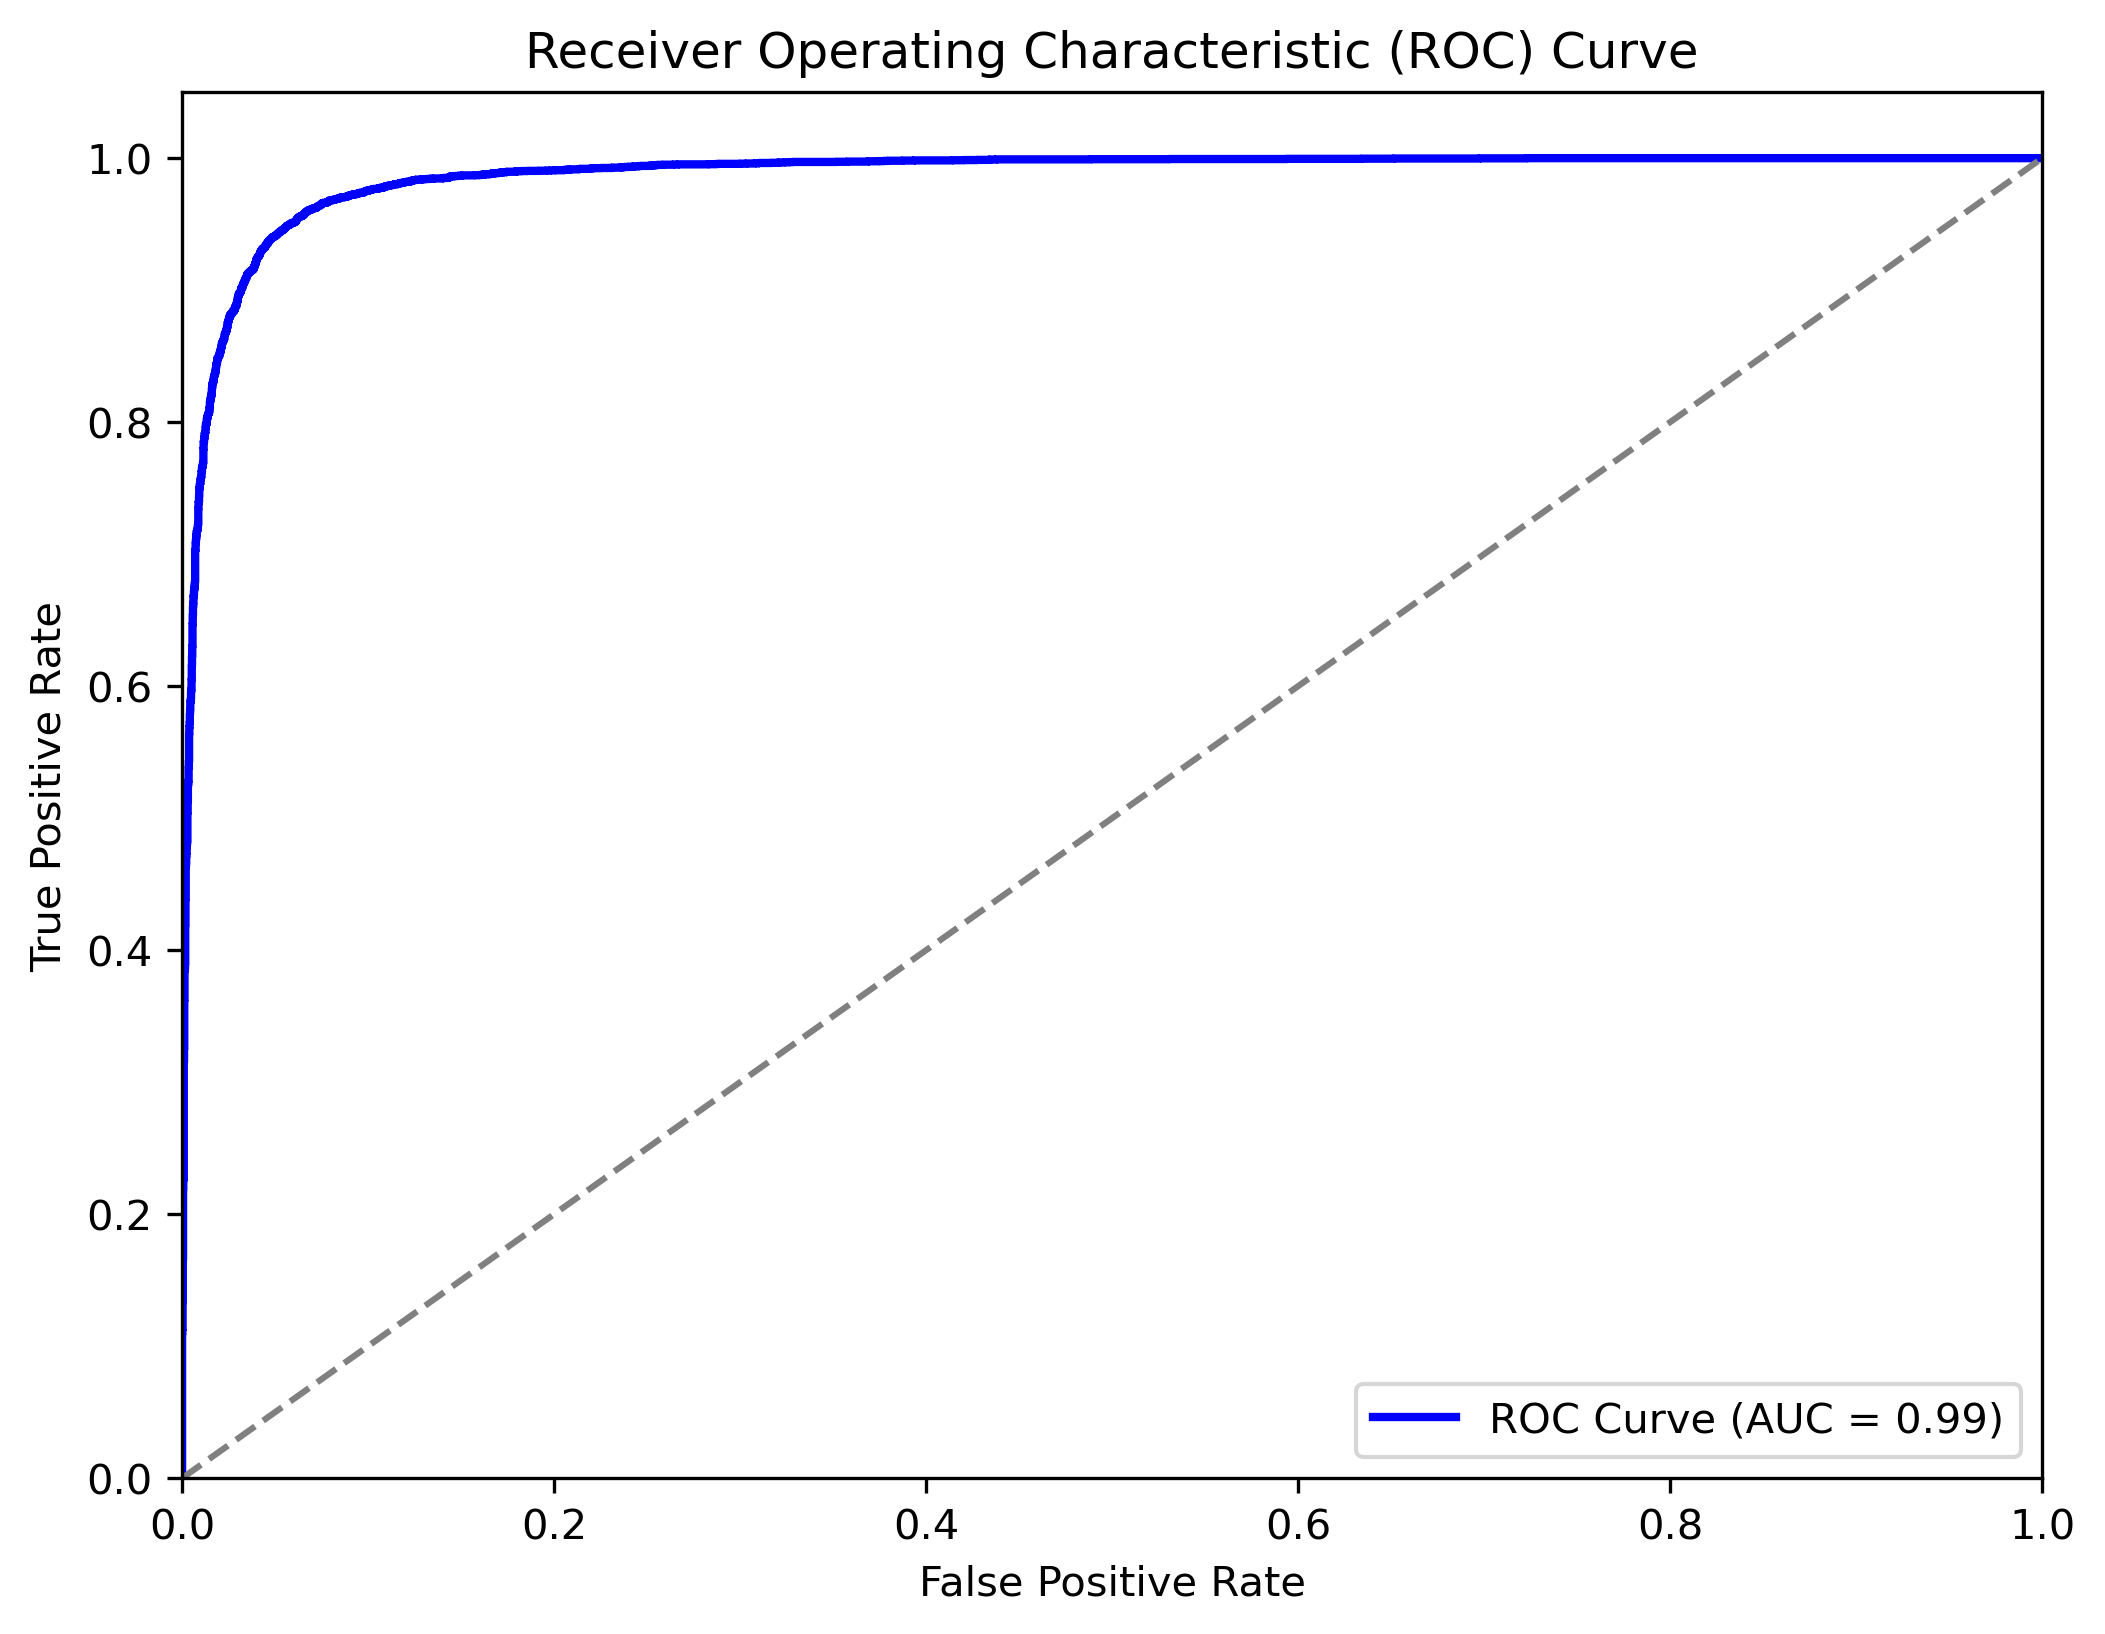 Receiver Operating Characteristic (ROC) Curve
1.0
0.8
0.6
0.4
0.2
0.0
True Positive Rate
0.0 0.2 0.4 0.6 0.8 1.0
False Positive Rate
ROC Curve (AUC = 0.99)